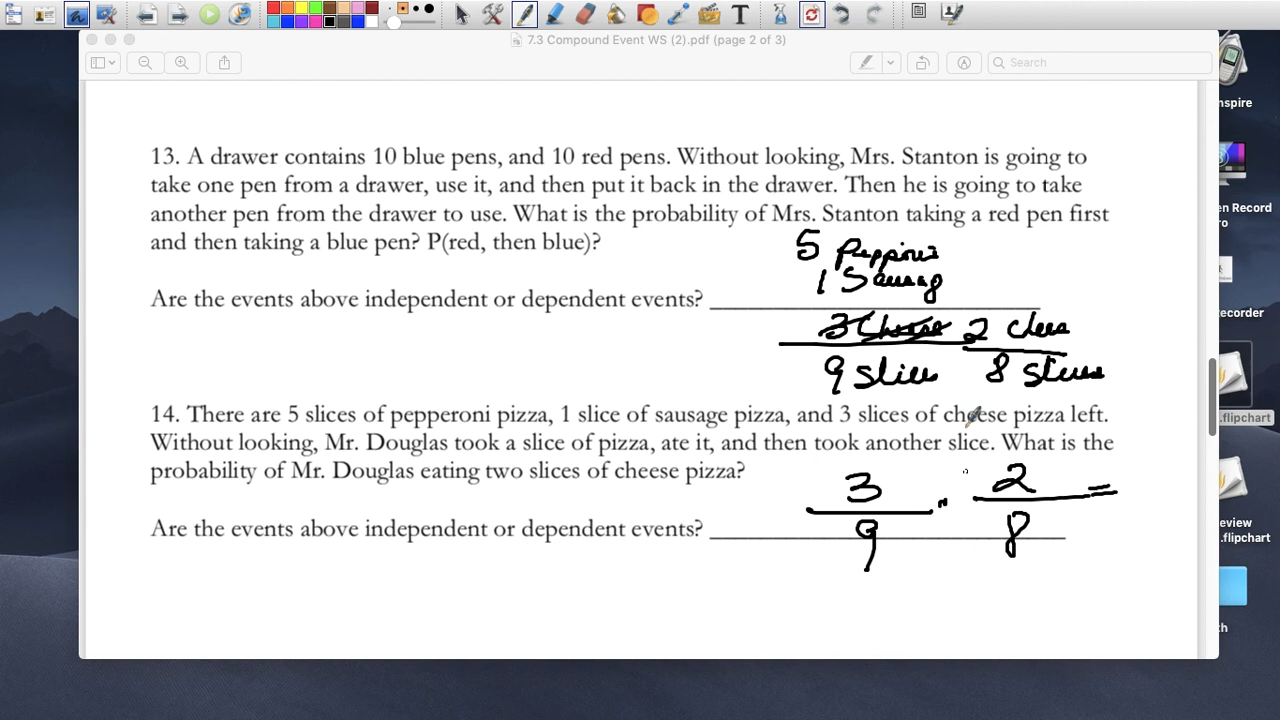 7.3 Compound Event WS (2).pdf (page 2 of 3)
Search
13. A drawer contains 10 blue pens, and 10 red pens. Without looking, Mrs. Stanton is going to
take one pen from a drawer, use it, and then put it back in the drawer. Then he is going to take
another pen from the drawer to use. What is the probability of Mrs. Stanton taking a red pen first
and then taking a blue pen? P(red, then blue)?
5
1 Sausag
Are the events above independent or dependent events?
3 Cheese 2 chees
9 slices 8 slices
14. There are 5 slices of pepperoni pizza, 1 slice of sausage pizza, and 3 slices of cheese pizza left.
Without looking, Mr. Douglas took a slice of pizza, ate it, and then took another slice. What is the
probability of Mr. Douglas eating two slices of cheese pizza?
3 2 =
Are the events above independent or dependent events?
9 8
nspire
en Record
ro
ecorder
.flipchart
eview
.flipchart
th